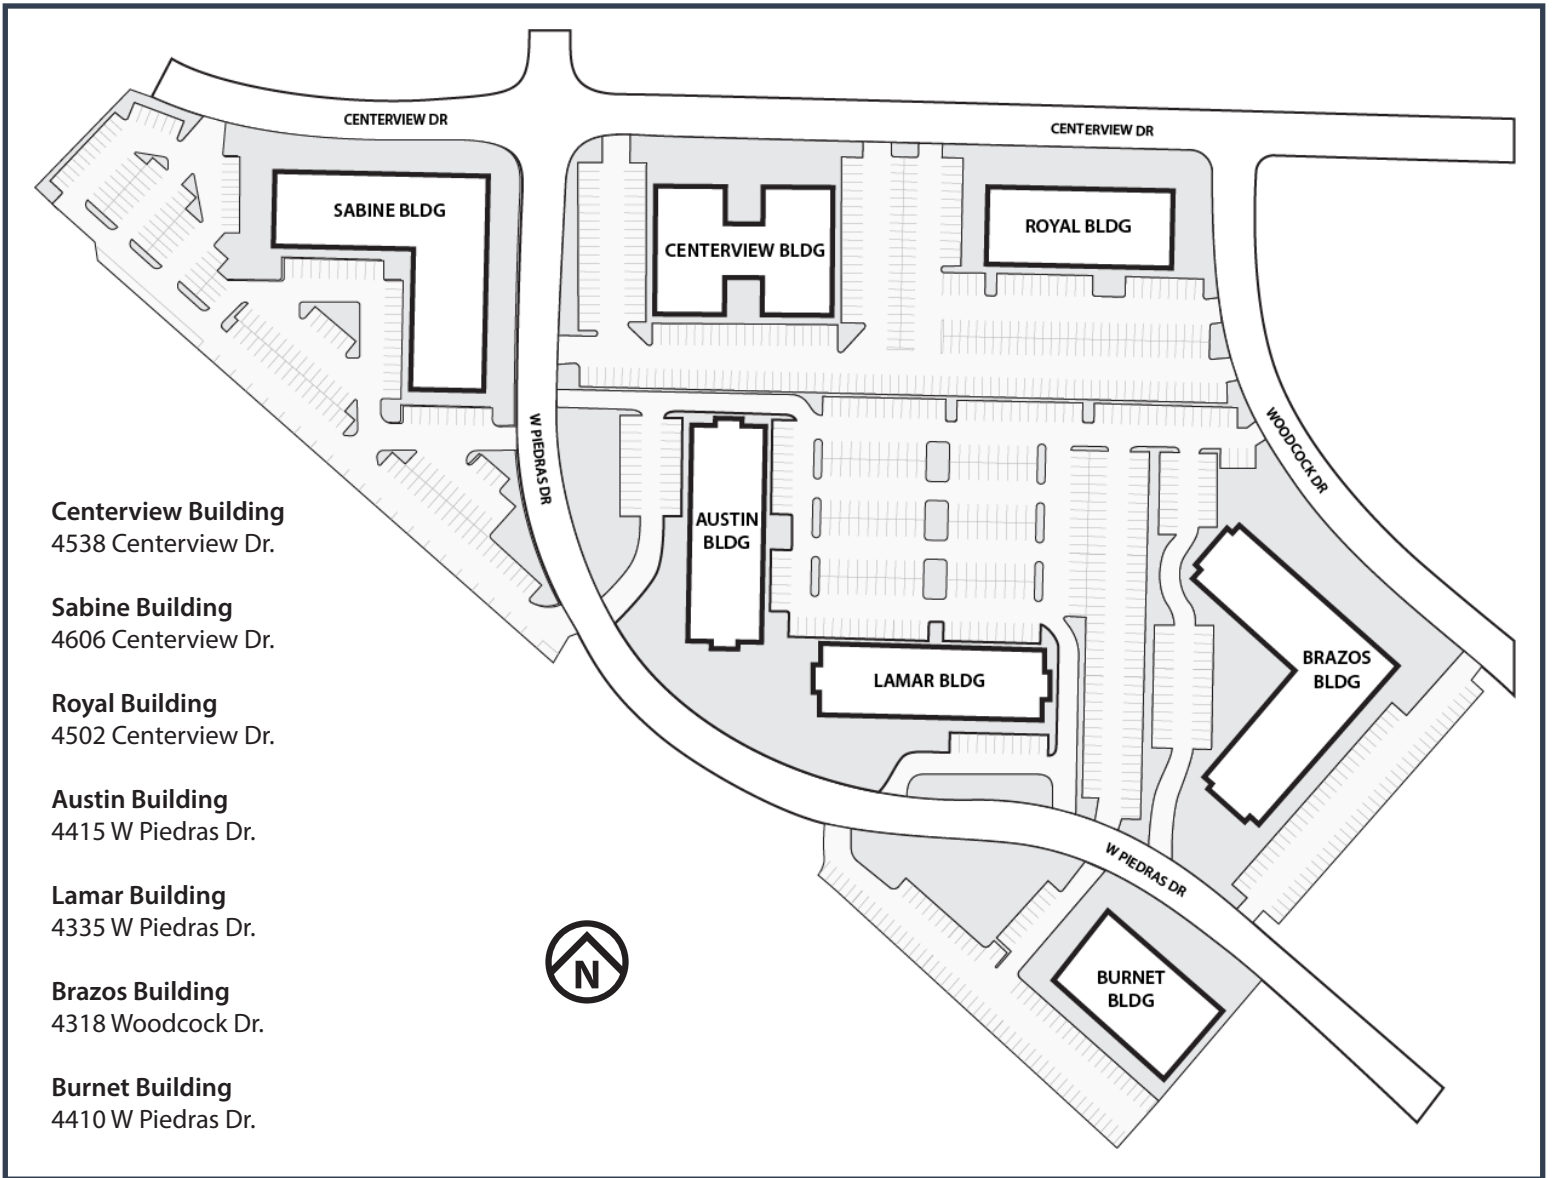 CENTERVIEW DR
CENTERVIEW DR
SABINE BLDG
CENTERVIEW BLDG
ROYAL BLDG
W PIEDRAS DR
WOODCOCK DR
AUSTIN
BLDG
LAMAR BLDG
BRAZOS
BLDG
W PIEDRAS DR
BURNET
BLDG
N
Centerview Building
4538 Centerview Dr.
Sabine Building
4606 Centerview Dr.
Royal Building
4502 Centerview Dr.
Austin Building
4415 W Piedras Dr.
Lamar Building
4335 W Piedras Dr.
Brazos Building
4318 Woodcock Dr.
Burnet Building
4410 W Piedras Dr.